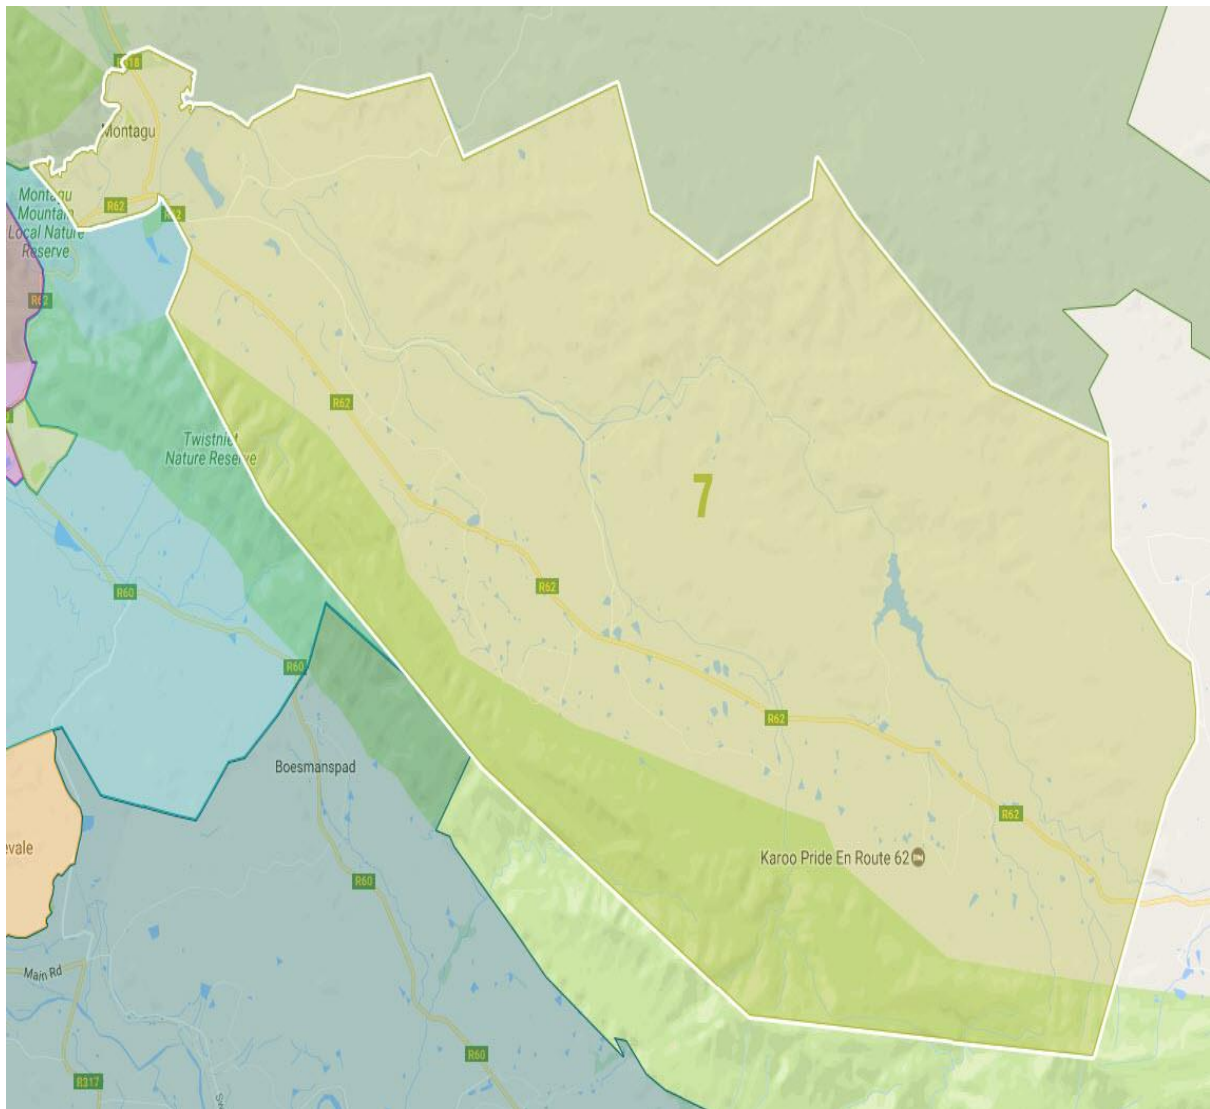 R318
Montagu
Montagu
Mountain
Local Nature
Reserve
R62
R62
R62
R62
Twistniet
Nature Reserve
7
R62
R60
R60
R62
Boesmanspad
R62
evale
Karoo Pride En Route 62
R60
Main Rd
R60
R317